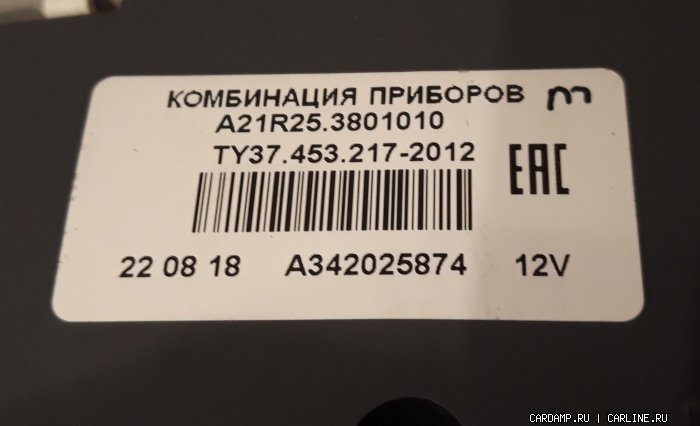 КОМБИНАЦИЯ ПРИБОРОВ
A21R25.3801010
ТУ37.453.217-2012
EAC
22 08 18 A342025874 12V
CARDAMP.RU | CARLINE.RU